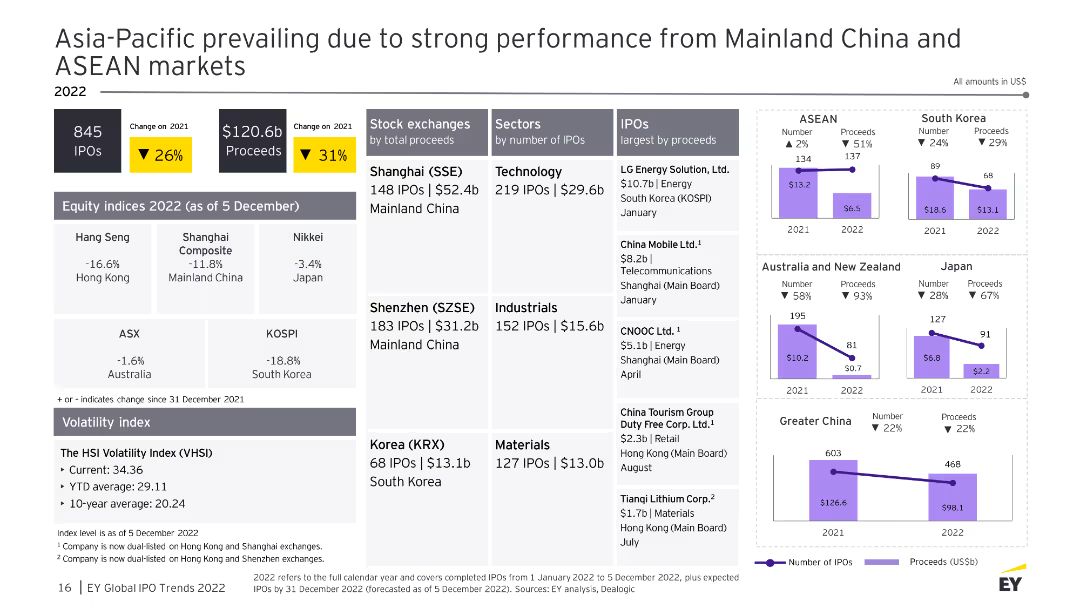 Asia-Pacific prevailing due to strong performance from Mainland China and
ASEAN markets
All amounts in US$
2022
845
IPOs
Change on 2021
▼ 26%
$120.6b
Proceeds
Change on 2021
▼ 31%
Equity indices 2022 (as of 5 December)
Hang Seng
-16.6%
Hong Kong
Shanghai
Composite
-11.8%
Mainland China
Nikkei
-3.4%
Japan
ASX
-1.6%
Australia
KOSPI
-18.8%
South Korea
+ or - indicates change since 31 December 2021
Volatility index
The HSI Volatility Index (VHSI)
‣ Current: 34.36
‣ YTD average: 29.11
‣ 10-year average: 20.24
Index level is as of 5 December 2022
¹ Company is now dual-listed on Hong Kong and Shanghai exchanges.
² Company is now dual-listed on Hong Kong and Shenzhen exchanges.
Stock exchanges
by total proceeds
Shanghai (SSE)
148 IPOs | $52.4b
Mainland China
Shenzhen (SZSE)
183 IPOs | $31.2b
Mainland China
Korea (KRX)
68 IPOs | $13.1b
South Korea
Sectors
by number of IPOs
Technology
219 IPOs | $29.6b
Industrials
152 IPOs | $15.6b
Materials
127 IPOs | $13.0b
IPOs
largest by proceeds
LG Energy Solution, Ltd.
$10.7b | Energy
South Korea (KOSPI)
January
China Mobile Ltd.¹
$8.2b |
Telecommunications
Shanghai (Main Board)
January
CNOOC Ltd. ¹
$5.1b | Energy
Shanghai (Main Board)
April
China Tourism Group
Duty Free Corp. Ltd.¹
$2.3b | Retail
Hong Kong (Main Board)
August
Tianqi Lithium Corp.²
$1.7b | Materials
Hong Kong (Main Board)
July
ASEAN
Number
▲ 2%
Proceeds
▼ 51%
134
137
$13.2
$6.5
2021
2022
South Korea
Number
▼ 24%
Proceeds
▼ 29%
89
68
$18.6
$13.1
2021
2022
Australia and New Zealand
Number
▼ 58%
Proceeds
▼ 93%
195
81
$10.2
$0.7
2021
2022
Japan
Number
▼ 28%
Proceeds
▼ 67%
127
91
$6.8
$2.2
2021
2022
Greater China
Number
▼ 22%
Proceeds
▼ 22%
603
468
$126.6
$98.1
2021
2022
Number of IPOs
Proceeds (US$b)
16 | EY Global IPO Trends 2022
2022 refers to the full calendar year and covers completed IPOs from 1 January 2022 to 5 December 2022, plus expected
IPOs by 31 December 2022 (forecasted as of 5 December 2022). Sources: EY analysis, Dealogic
EY